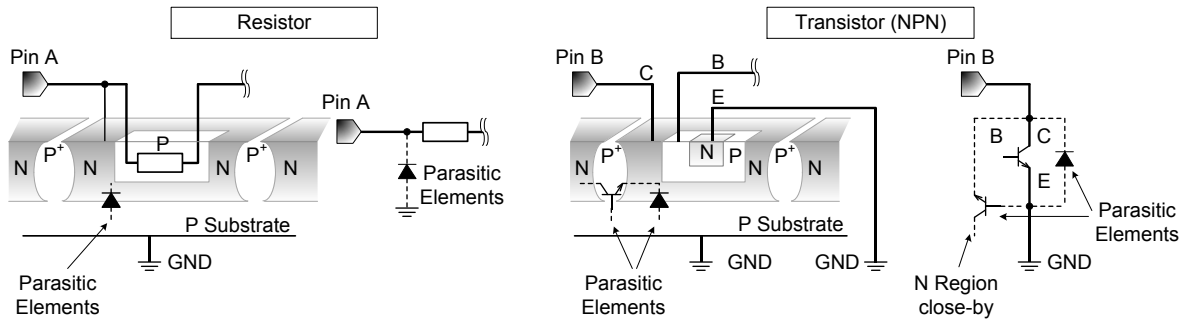 Resistor
Transistor (NPN)
Pin A
Pin A
N
P+
N
P
N
P+
N
Parasitic
Elements
P Substrate
GND
Parasitic
Elements
Pin B
C
B
E
N
P+
N
N
P
N
P+
N
P Substrate
GND
GND
Parasitic
Elements
Pin B
B
C
E
Parasitic
Elements
GND
N Region
close-by